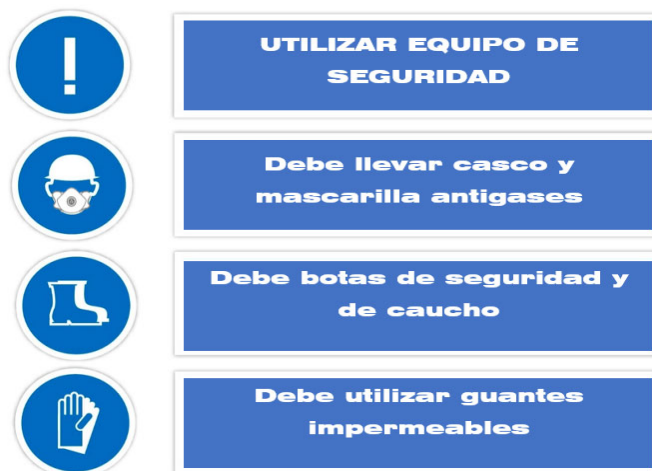 UTILIZAR EQUIPO DE
SEGURIDAD
Debe llevar casco y
mascarilla antigases
Debe botas de seguridad y
de caucho
Debe utilizar guantes
impermeables